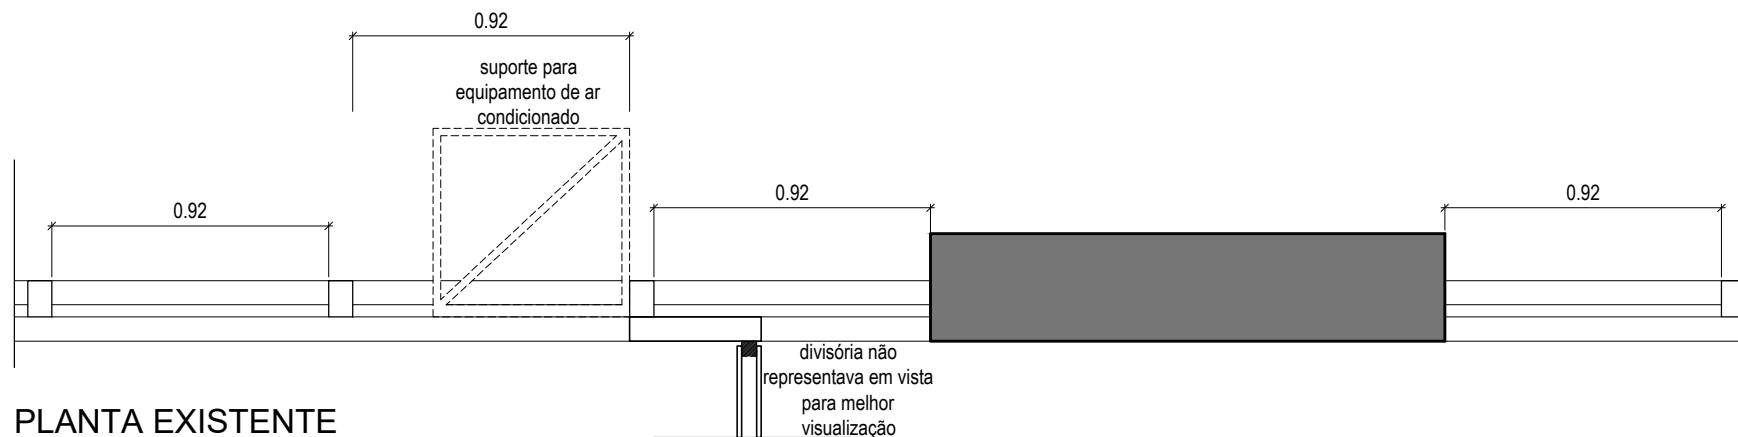 0.92
suporte para
equipamento de ar
condicionado
0.92
0.92
0.92
divisória não
representava em vista
para melhor
visualização
PLANTA EXISTENTE